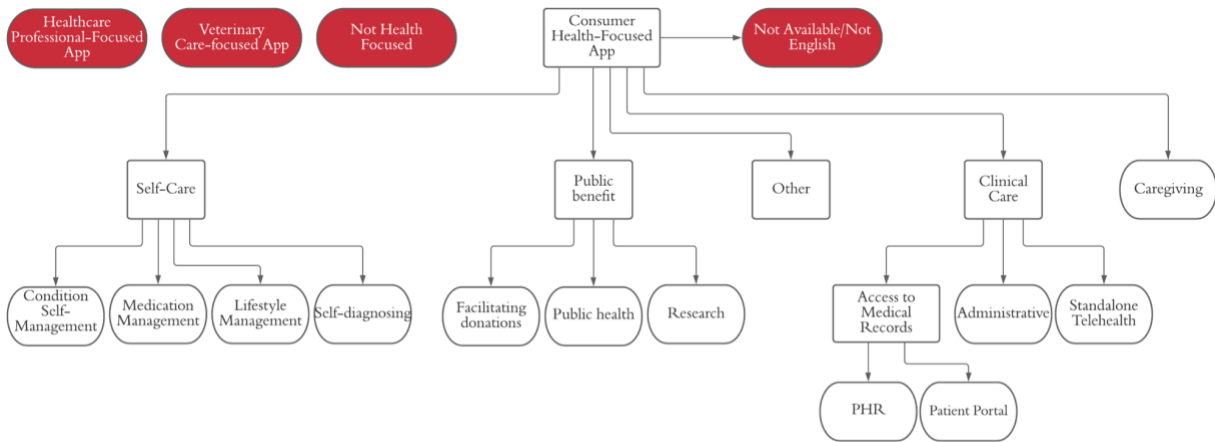 Healthcare
Professional-Focused
App
Veterinary
Care-focused App
Not Health
Focused
Consumer
Health-Focused
App
Not Available/Not
English
Self-Care
Public
benefit
Other
Clinical
Care
Caregiving
Condition
Self-
Management
Medication
Management
Lifestyle
Management
Self-diagnosing
Facilitating
donations
Public health
Research
Access to
Medical
Records
Administrative
Standalone
Telehealth
PHR
Patient Portal